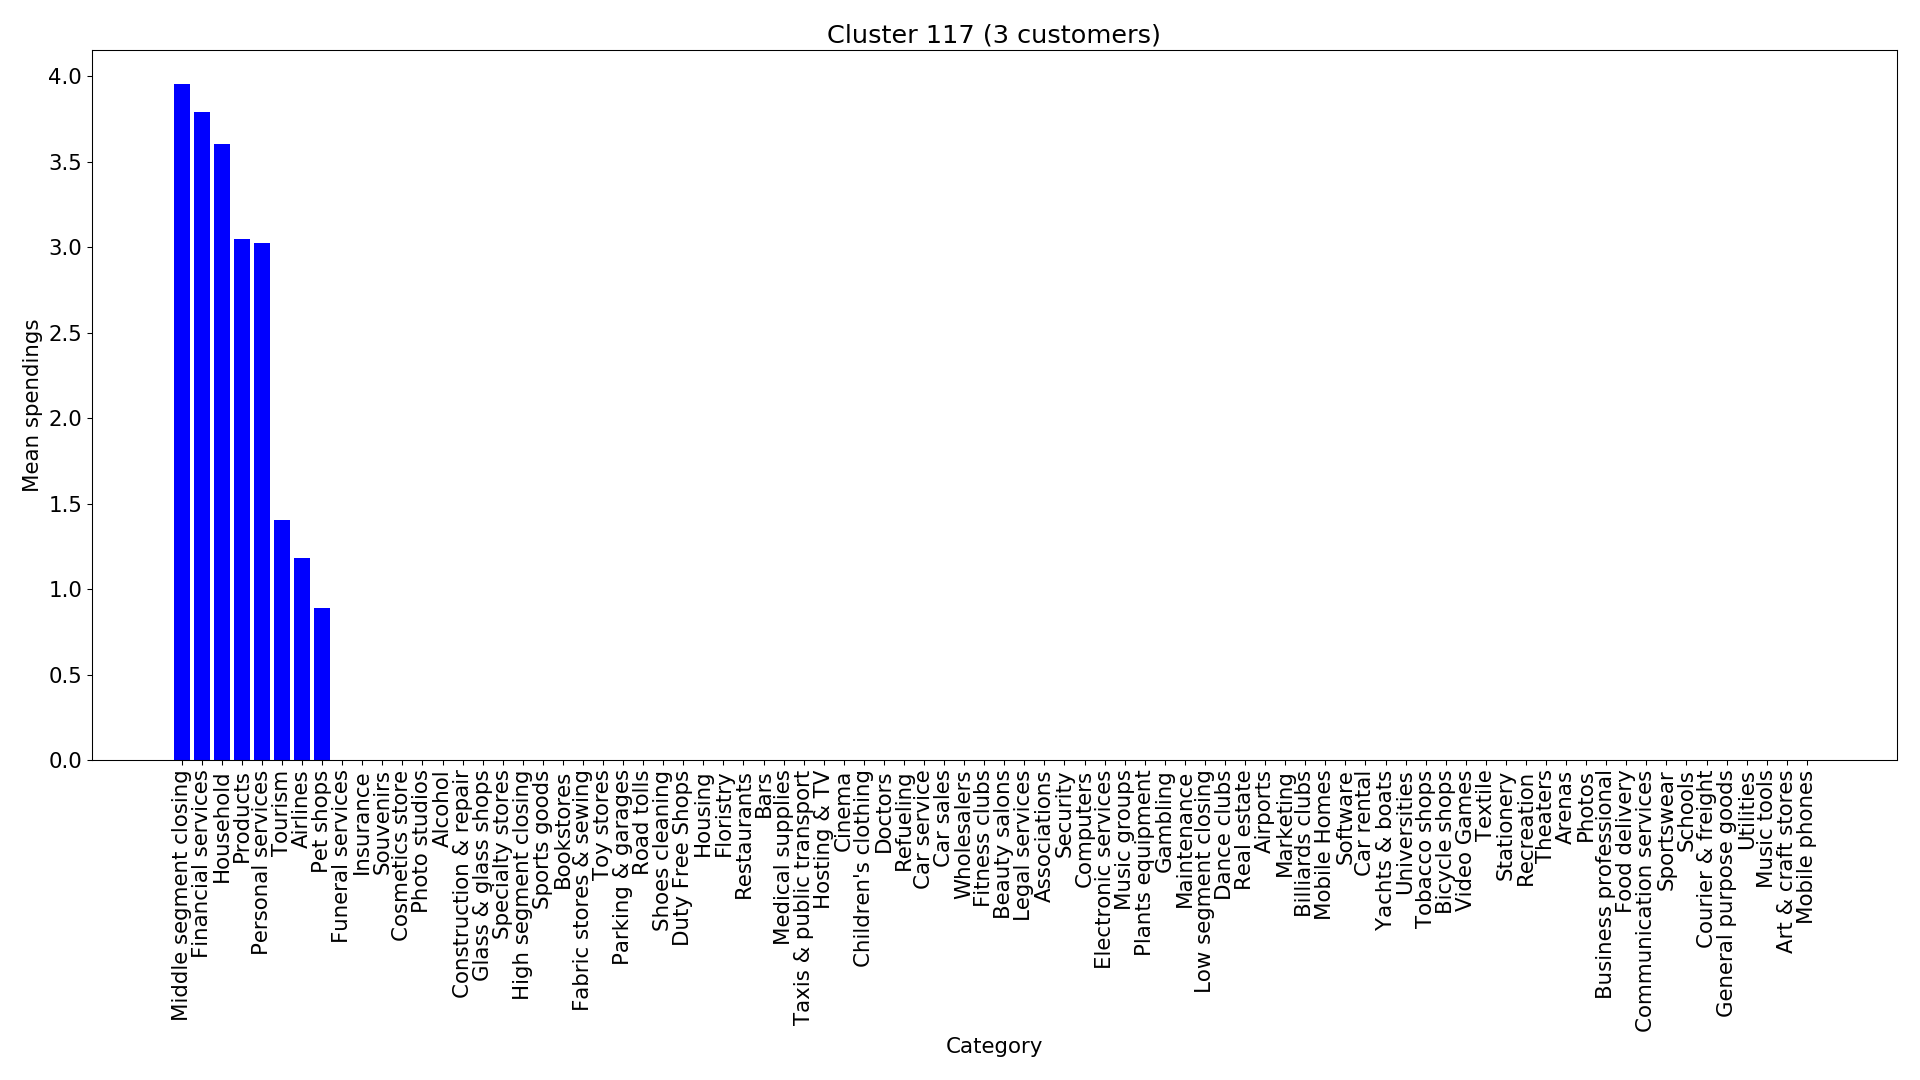 Cluster 117 (3 customers)
Mean spendings
4.0
3.5
3.0
2.5
2.0
1.5
1.0
0.5
0.0
Middle segment closing
Financial services
Household
Products
Personal services
Tourism
Airlines
Pet shops
Funeral services
Insurance
Souvenirs
Cosmetics store
Photo studios
Alcohol
Construction & repair
Glass & glass shops
Specialty stores
High segment closing
Sports goods
Bookstores
Fabric stores & sewing
Toy stores
Parking & garages
Road tolls
Shoes cleaning
Duty Free Shops
Housing
Floristry
Restaurants
Bars
Medical supplies
Taxis & public transport
Hosting & TV
Cinema
Children's clothing
Doctors
Refueling
Car service
Car sales
Wholesalers
Fitness clubs
Beauty salons
Legal services
Associations
Security
Computers
Electronic services
Music groups
Plants equipment
Gambling
Maintenance
Low segment closing
Dance clubs
Real estate
Airports
Marketing
Billiards clubs
Mobile Homes
Software
Car rental
Yachts & boats
Universities
Tobacco shops
Bicycle shops
Video Games
Textile
Stationery
Recreation
Theaters
Arenas
Photos
Business professional
Food delivery
Communication services
Sportswear
Schools
Courier & freight
General purpose goods
Utilities
Music tools
Art & craft stores
Mobile phones
Category